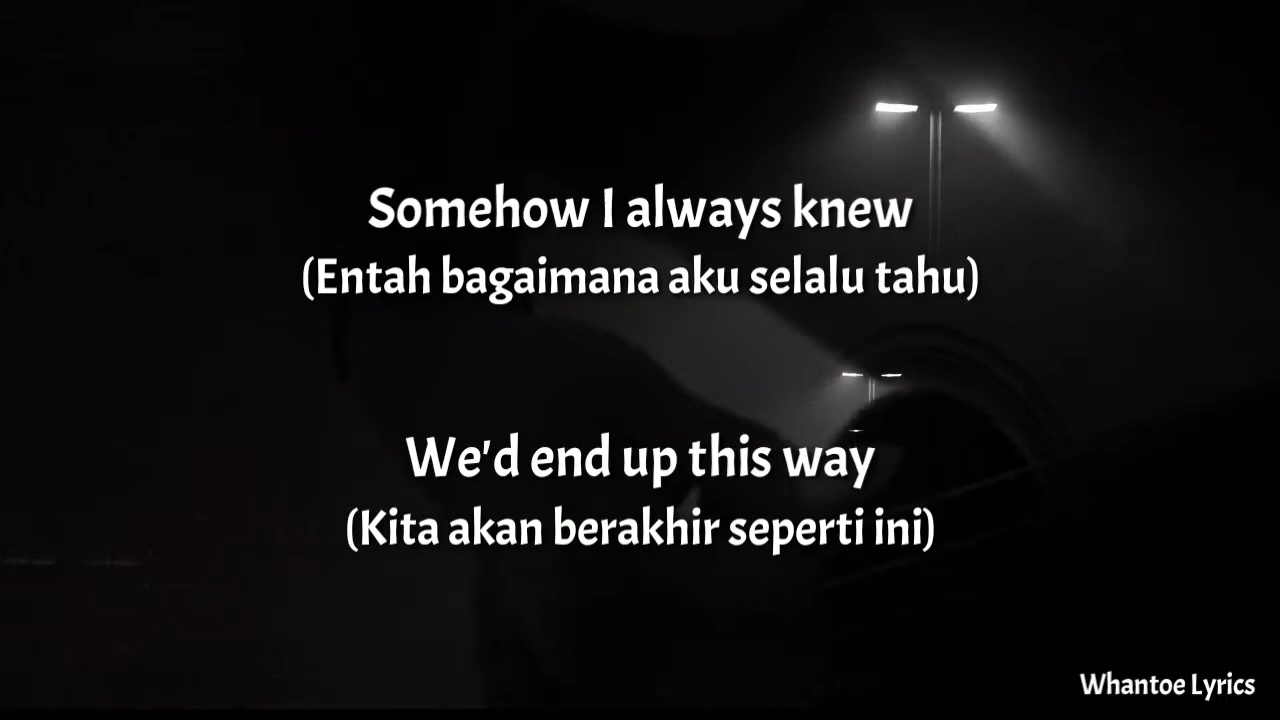 Somehow I always knew
(Entah bagaimana aku selalu tahu)
We'd end up this way
(Kita akan berakhir seperti ini)
Whantoe Lyrics